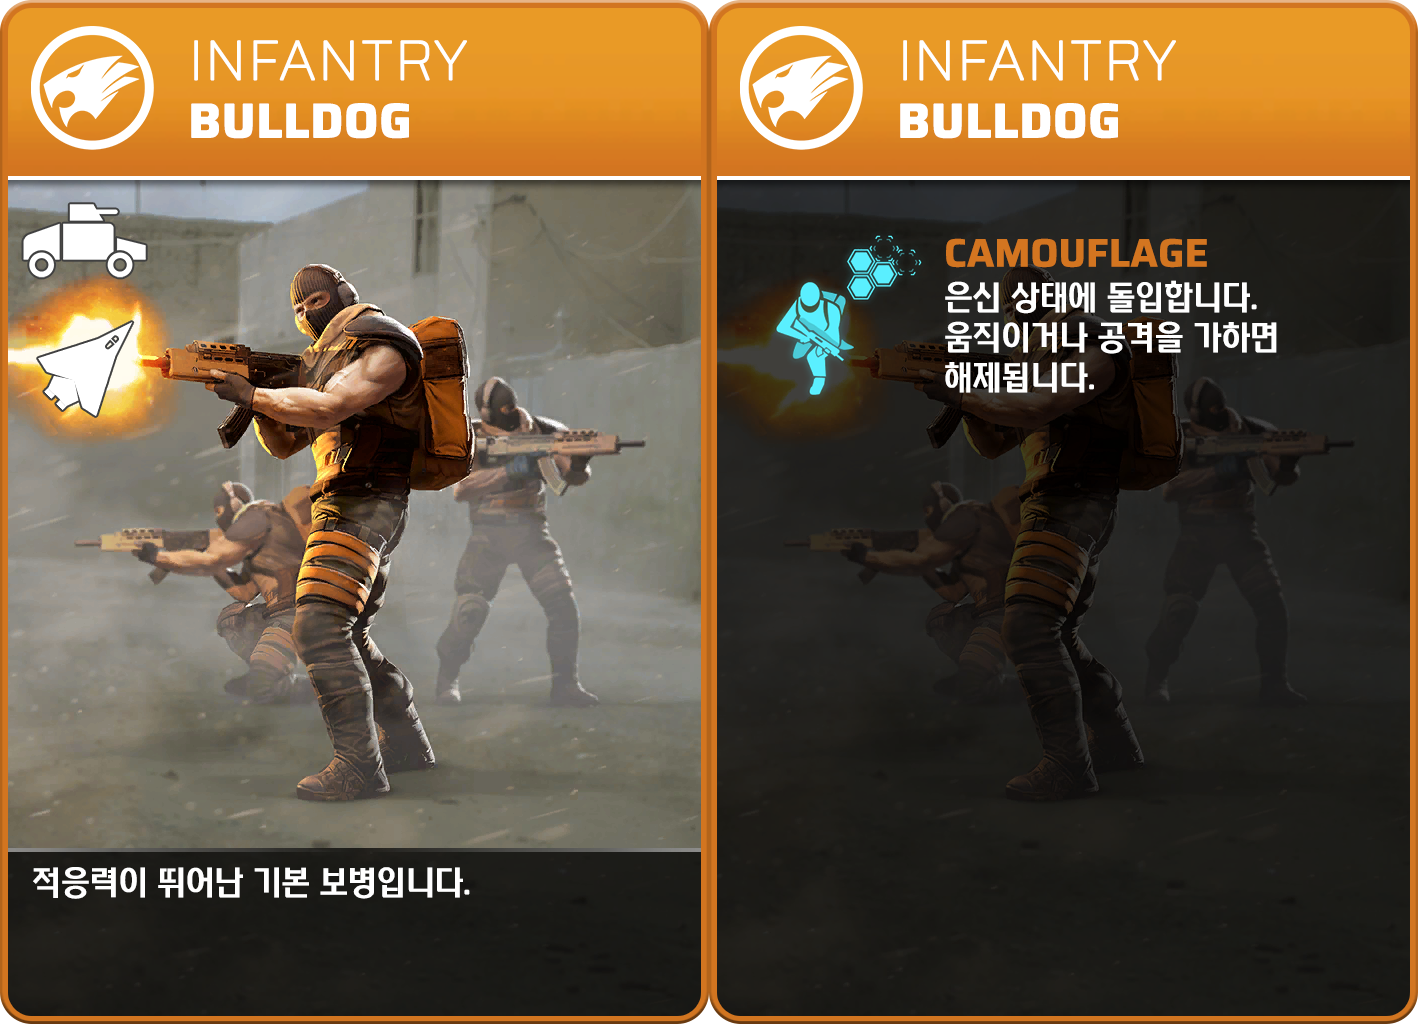 INFANTRY
BULLDOG
적응력이 뛰어난 기본 보병입니다.
INFANTRY
BULLDOG
CAMOUFLAGE
은신 상태에 돌입합니다.
움직이거나 공격을 가하면
해제됩니다.